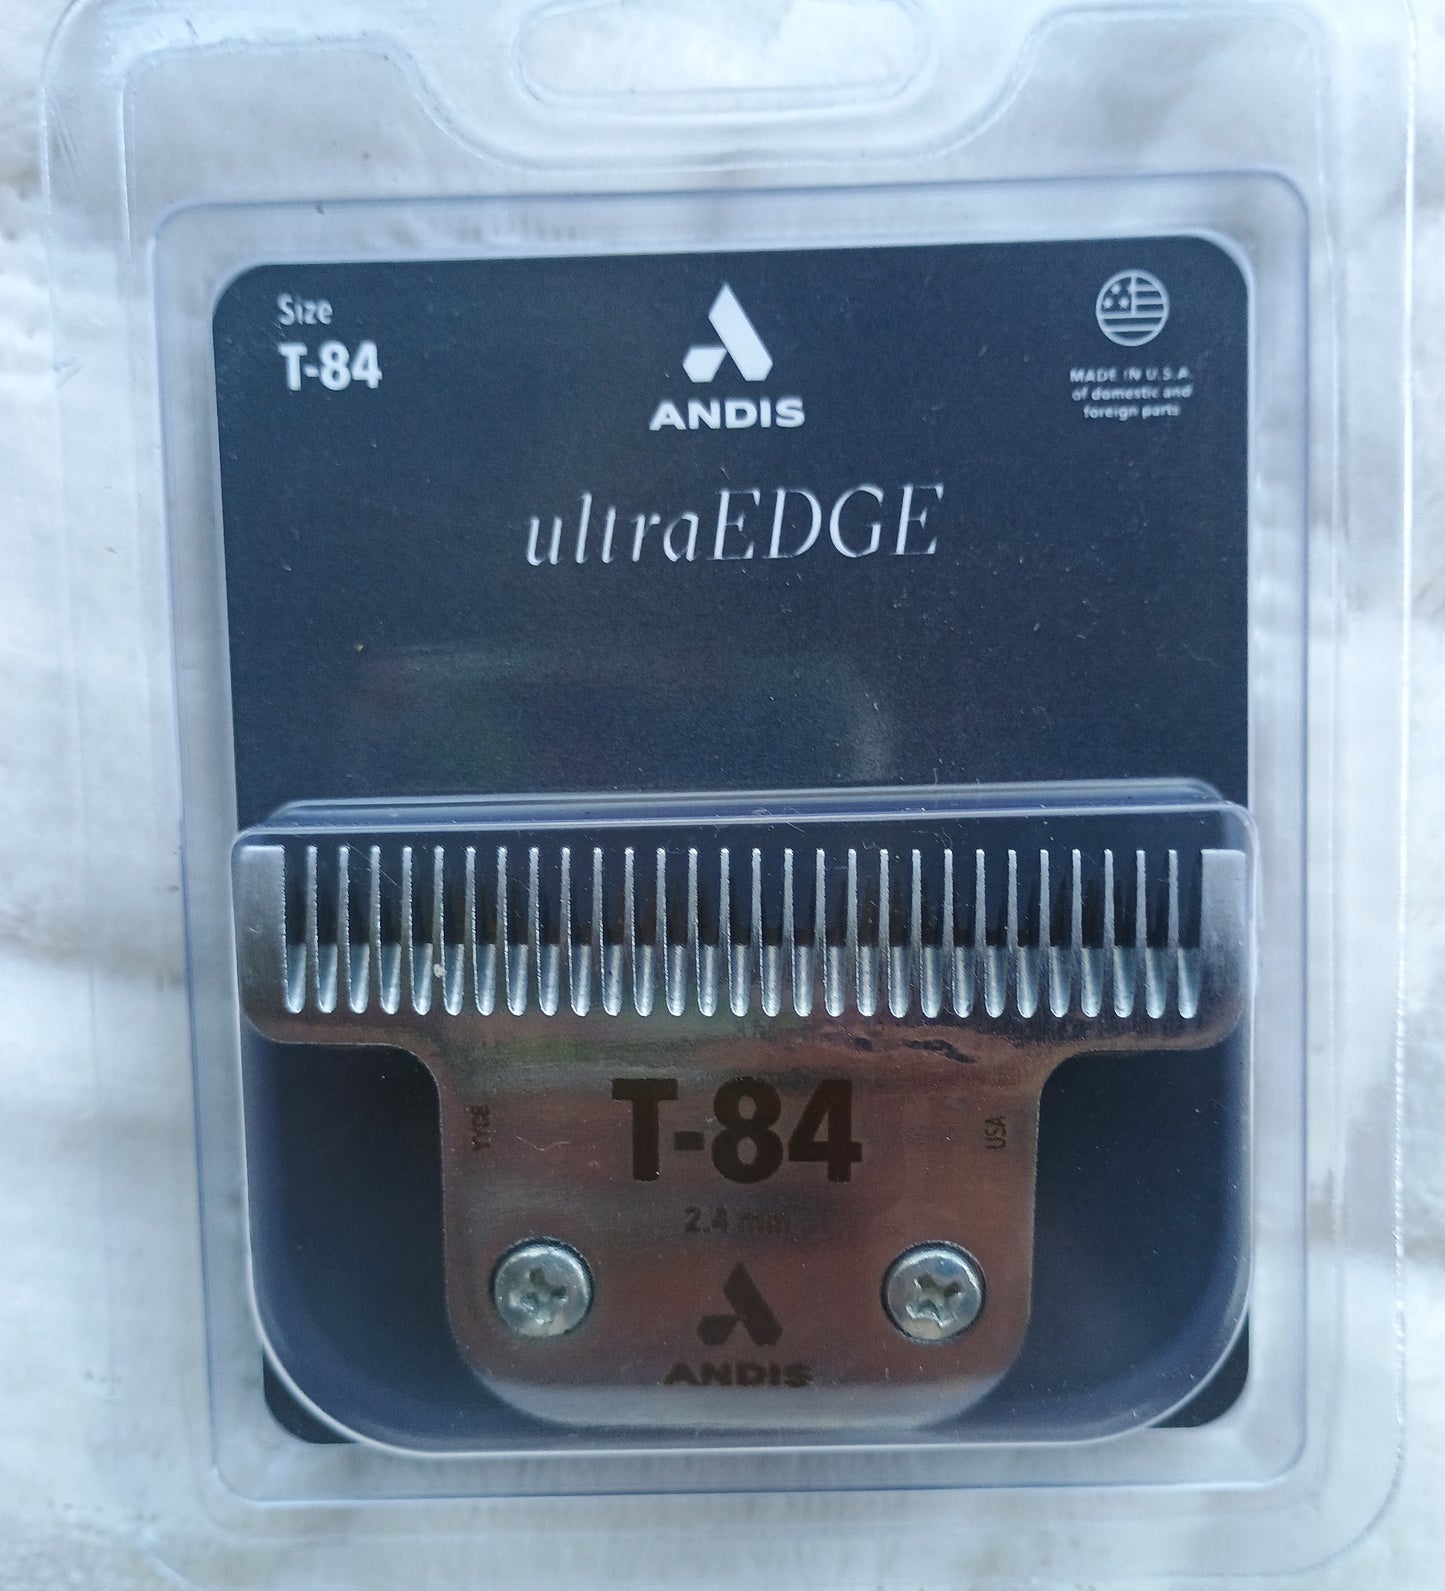 Size
T-84
ANDIS
MADE IN U.S.A.
of domestic and
foreign parts
ultraEDGE
T-84
USA
2.4 mm
ANDIS